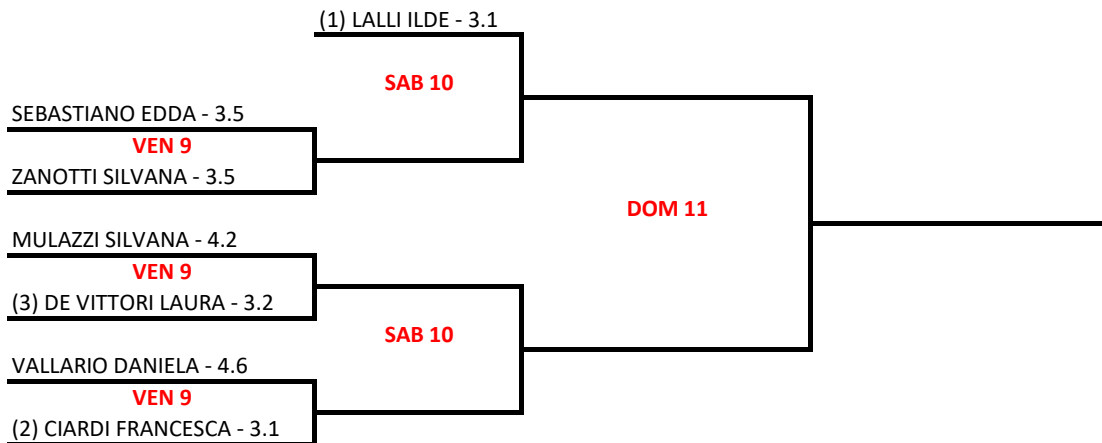 (1) LALLI ILDE - 3.1
SAB 10
SEBASTIANO EDDA - 3.5
VEN 9
ZANOTTI SILVANA - 3.5
DOM 11
MULAZZI SILVANA - 4.2
VEN 9
(3) DE VITTORI LAURA - 3.2
SAB 10
VALLARIO DANIELA - 4.6
VEN 9
(2) CIARDI FRANCESCA - 3.1